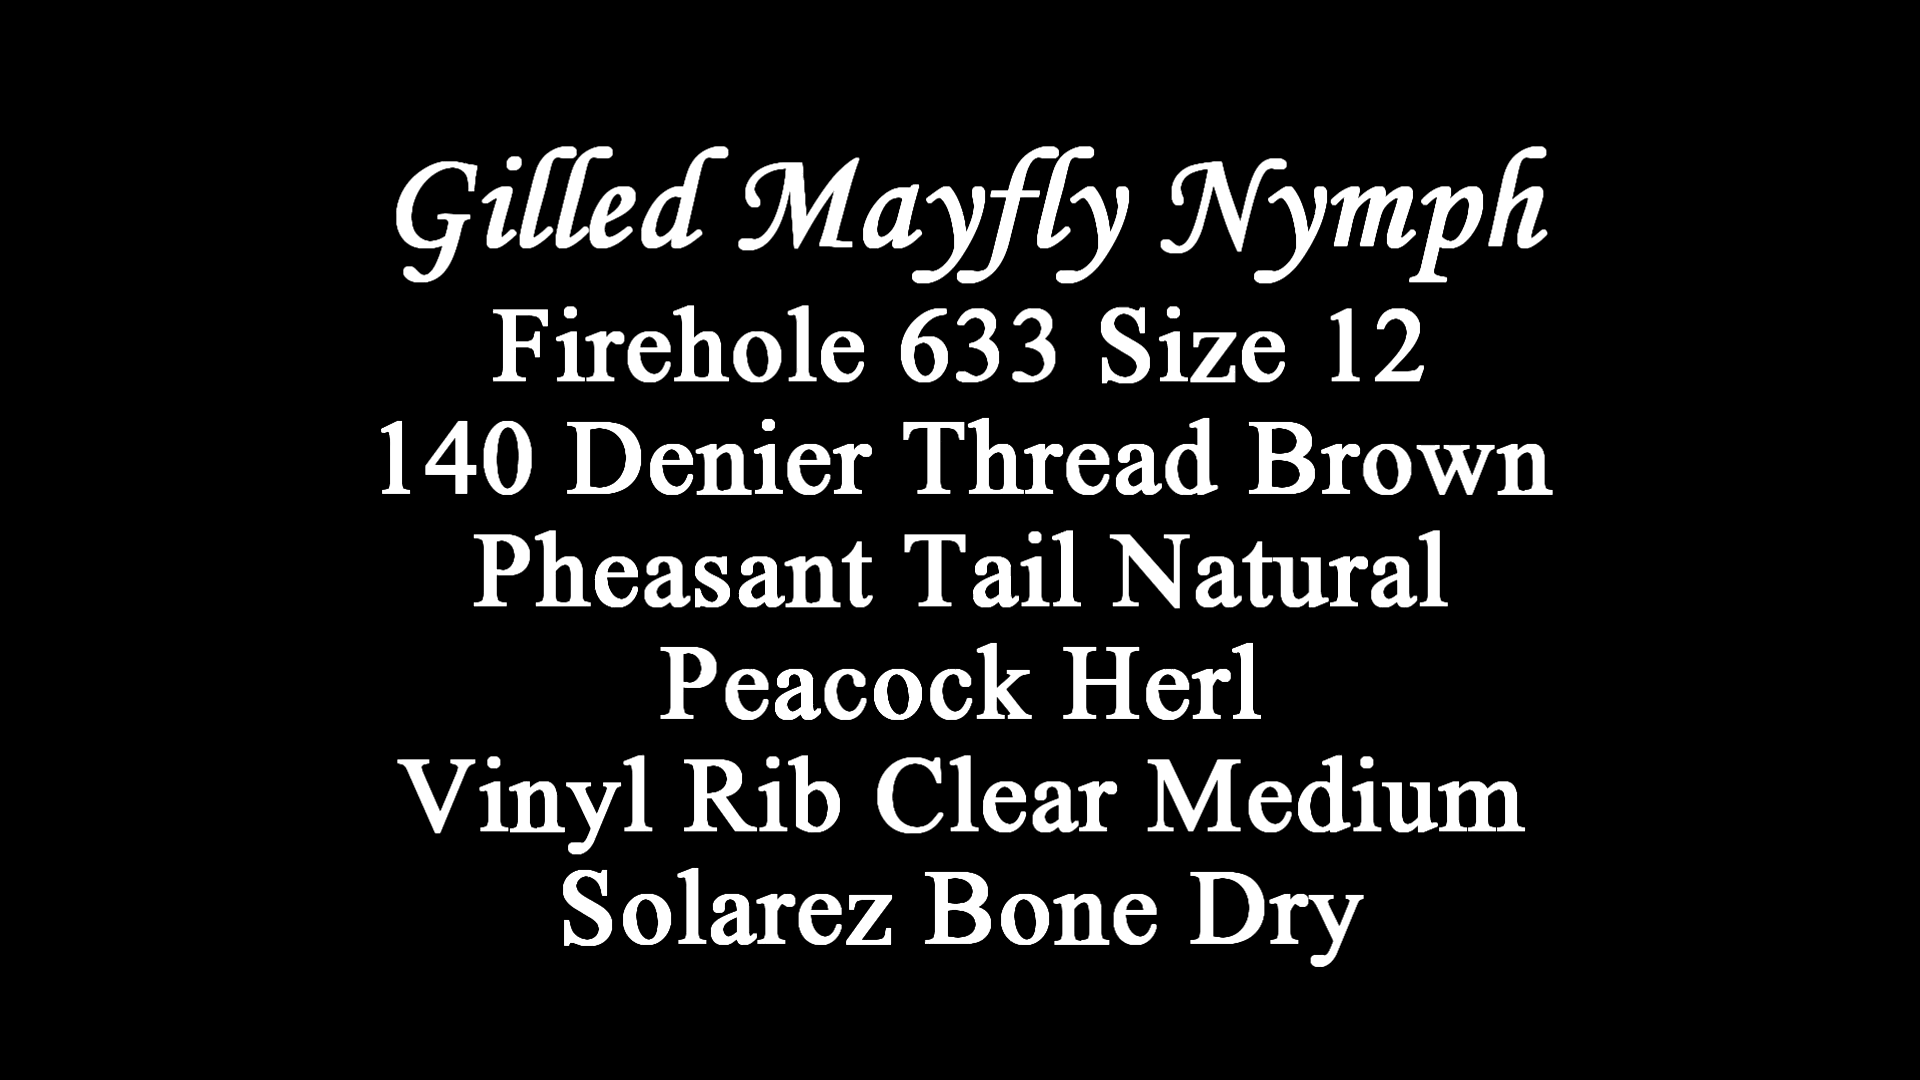 Gilled Mayfly Nymph
Firehole 633 Size 12
140 Denier Thread Brown
Pheasant Tail Natural
Peacock Herl
Vinyl Rib Clear Medium
Solarez Bone Dry